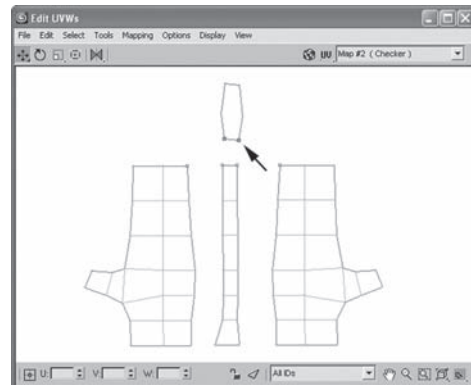 Edit UVWs
File Edit Select Tools Mapping Options Display View
UV Map #2 ( Checker )
U: V: W: All IDs